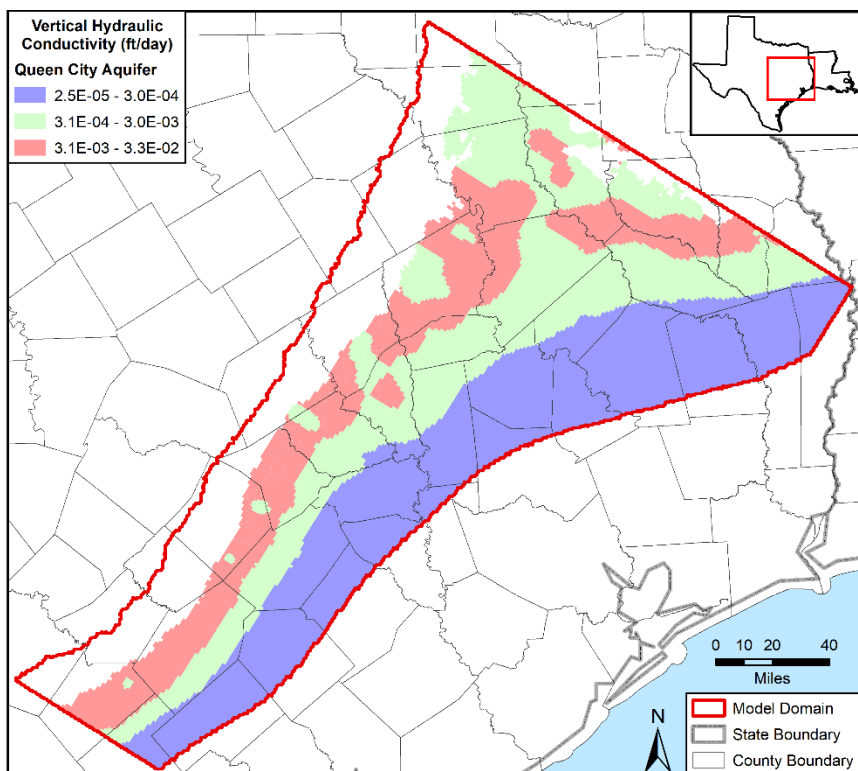 Vertical Hydraulic
Conductivity (ft/day)
Queen City Aquifer
2.5E-05 - 3.0E-04
3.1E-04 - 3.0E-03
3.1E-03 - 3.3E-02
0 10 20 40
Miles
N
Model Domain
State Boundary
County Boundary